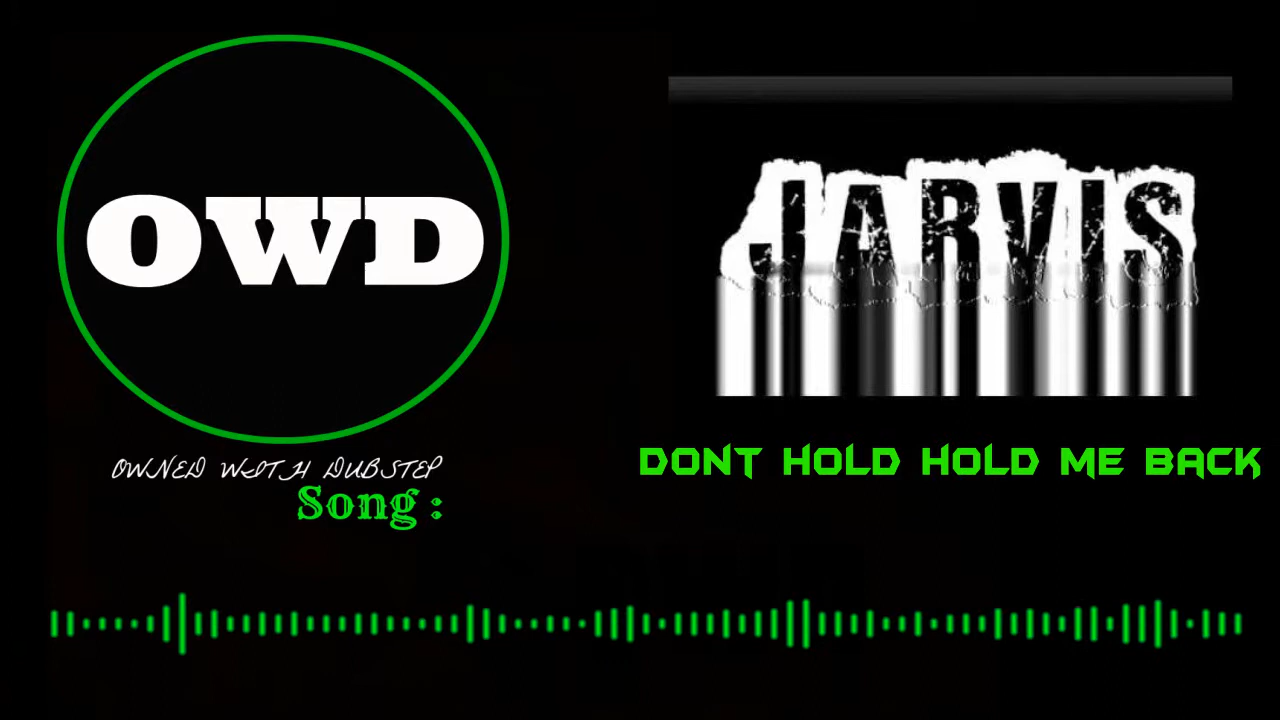 OWD
OWNED WITH DUBSTEP
Song :
JARVIS
DONT HOLD HOLD ME BACK